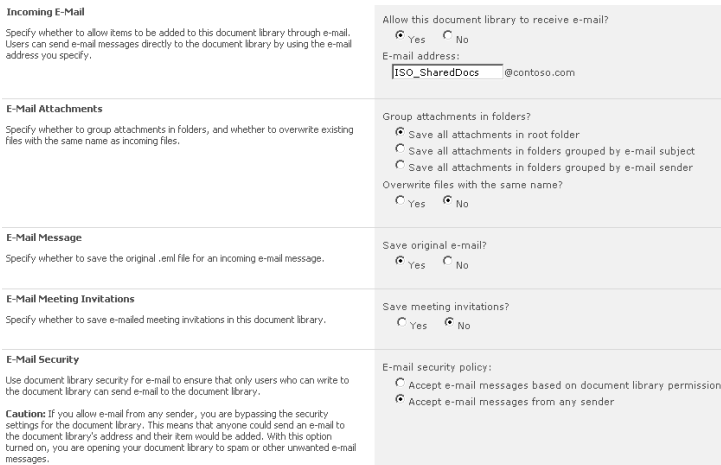 Incoming E-Mail
Specify whether to allow items to be added to this document library through e-mail.
Users can send e-mail messages directly to the document library by using the e-mail
address you specify.
Allow this document library to receive e-mail?
Yes No
E-mail address:
ISO_SharedDocs @contoso.com
E-Mail Attachments
Specify whether to group attachments in folders, and whether to overwrite existing
files with the same name as incoming files.
Group attachments in folders?
Save all attachments in root folder
Save all attachments in folders grouped by e-mail subject
Save all attachments in folders grouped by e-mail sender
Overwrite files with the same name?
Yes No
E-Mail Message
Specify whether to save the original .eml file for an incoming e-mail message.
Save original e-mail?
Yes No
E-Mail Meeting Invitations
Specify whether to save e-mailed meeting invitations in this document library.
Save meeting invitations?
Yes No
E-Mail Security
Use document library security for e-mail to ensure that only users who can write to
the document library can send e-mail to the document library.
Caution: If you allow e-mail from any sender, you are bypassing the security
settings for the document library. This means that anyone could send an e-mail to
the document library's address and their item would be added. With this option
turned on, you are opening your document library to spam or other unwanted e-mail
messages.
E-mail security policy:
Accept e-mail messages based on document library permission
Accept e-mail messages from any sender